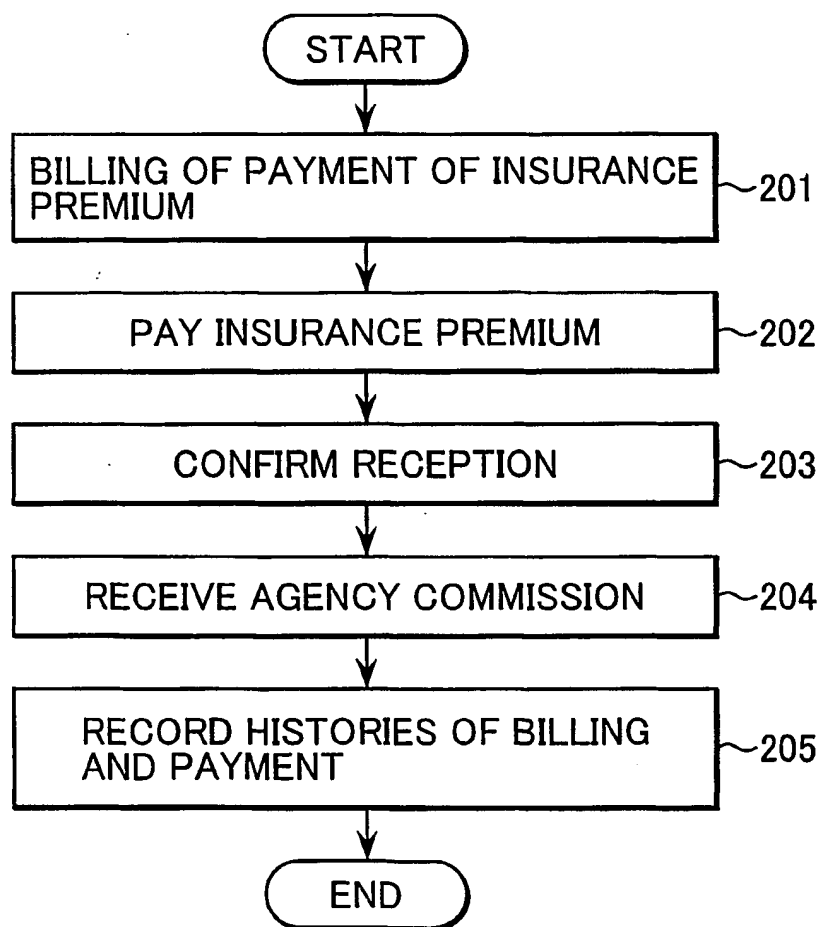 START
BILLING OF PAYMENT OF INSURANCE
PREMIUM
201
PAY INSURANCE PREMIUM
202
CONFIRM RECEPTION
203
RECEIVE AGENCY COMMISSION
204
RECORD HISTORIES OF BILLING
AND PAYMENT
205
END